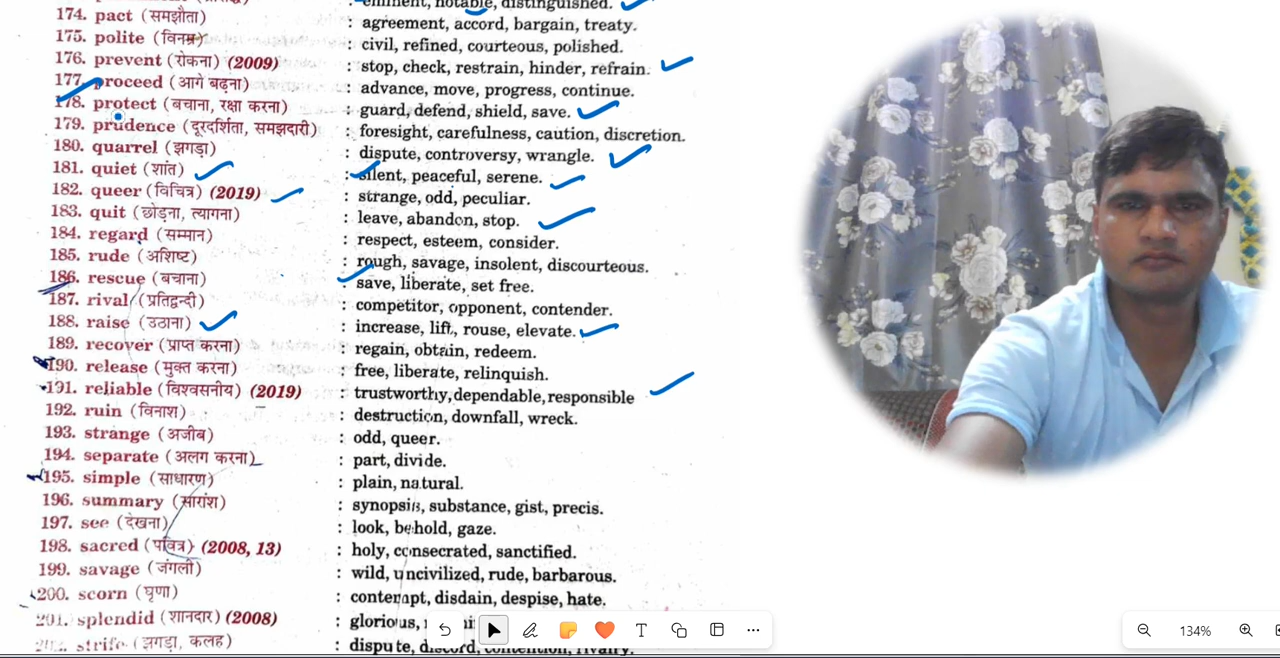 : eminent, notable, distinguished.
174. pact (समझौता) : agreement, accord, bargain, treaty.
175. polite (विनम्र) : civil, refined, courteous, polished.
176. prevent (रोकना) (2009) : stop, check, restrain, hinder, refrain.
177. proceed (आगे बढ़ना) : advance, move, progress, continue.
178. protect (बचाना, रक्षा करना) : guard, defend, shield, save.
179. prudence (दूरदर्शिता, समझदारी) : foresight, carefulness, caution, discretion.
180. quarrel (झगड़ा) : dispute, controversy, wrangle.
181. quiet (शांत) : silent, peaceful, serene.
182. queer (विचित्र) (2019) : strange, odd, peculiar.
183. quit (छोड़ना, त्यागना) : leave, abandon, stop.
184. regard (सम्मान) : respect, esteem, consider.
185. rude (अशिष्ट) : rough, savage, insolent, discourteous.
186. rescue (बचाना) : save, liberate, set free.
187. rival (प्रतिद्वन्दी) : competitor, opponent, contender.
188. raise (उठाना) : increase, lift, rouse, elevate.
189. recover (प्राप्त करना) : regain, obtain, redeem.
190. release (मुक्त करना) : free, liberate, relinquish.
191. reliable (विश्वसनीय) (2019) : trustworthy, dependable, responsible
192. ruin (विनाश) : destruction, downfall, wreck.
193. strange (अजीब) : odd, queer.
194. separate (अलग करना) : part, divide.
195. simple (साधारण) : plain, natural.
196. summary (सारांश) : synopsis, substance, gist, precis.
197. see (देखना) : look, behold, gaze.
198. sacred (पवित्र) (2008, 13) : holy, consecrated, sanctified.
199. savage (जंगली) : wild, uncivilized, rude, barbarous.
200. scorn (घृणा) : contempt, disdain, despise, hate.
201. splendid (शानदार) (2008) : glorious,
202. strife (झगड़ा, कलह) : dispute, discord, contention, rivalry.
T
134%